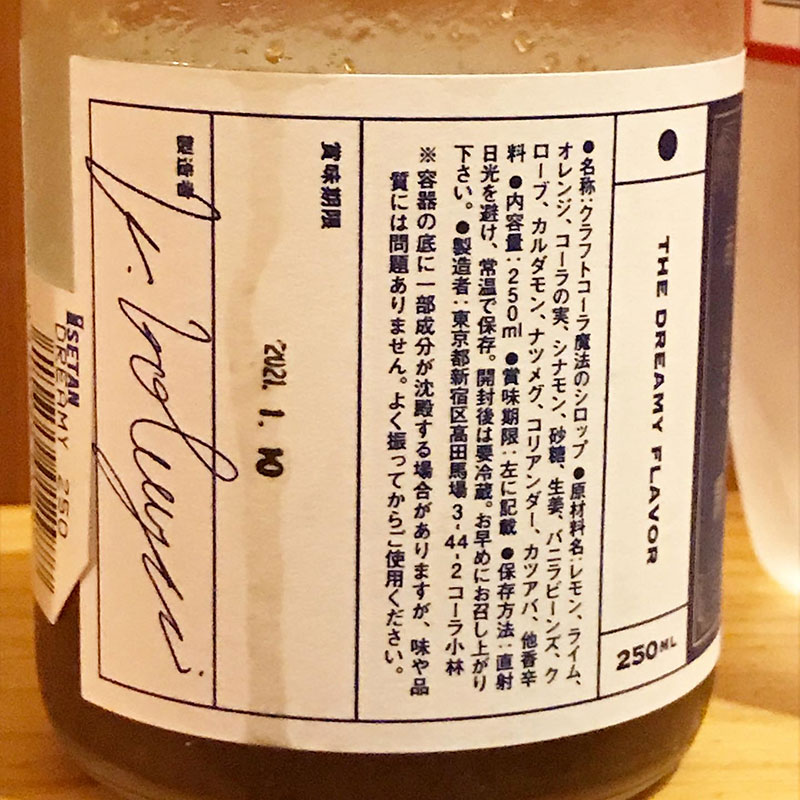 THE DREAMY FLAVOR
250ML
●名称:クラフトコーラ魔法のシロップ ●原材料名:レモン、ライム、
オレンジ、コーラの実、シナモン、砂糖、生姜、バニラビーンズ、ク
ローブ、カルダモン、ナツメグ、コリアンダー、カツアバ、他香辛
料 ●内容量:250ml ●賞味期限:左に記載 ●保存方法:直射
日光を避け、常温で保存。開封後は要冷蔵。お早めにお召し上がり
下さい。 ●製造者:東京都新宿区高田馬場3-44-2コーラ小林
※容器の底に一部成分が沈殿する場合がありますが、味や品
質には問題ありません。よく振ってからご使用ください。
賞味期限
2021. 1. 10
製造者
ISETAN
DREAMY 250